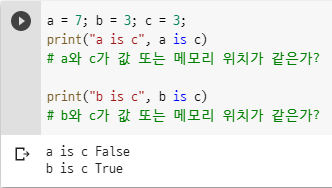 a = 7; b = 3; c = 3;
print("a is c", a is c)
# a와 c가 값 또는 메모리 위치가 같은가?
print("b is c", b is c)
# b와 c가 값 또는 메모리 위치가 같은가?
a is c False
b is c True